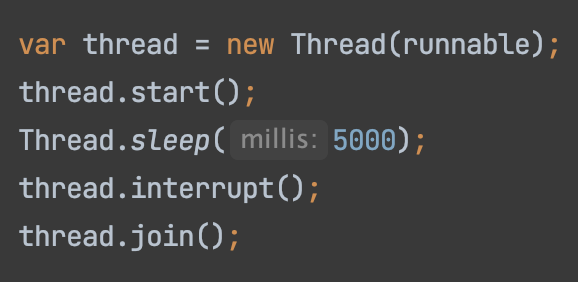 var thread = new Thread(runnable);
thread.start();
Thread.sleep( millis: 5000);
thread.interrupt();
thread.join();